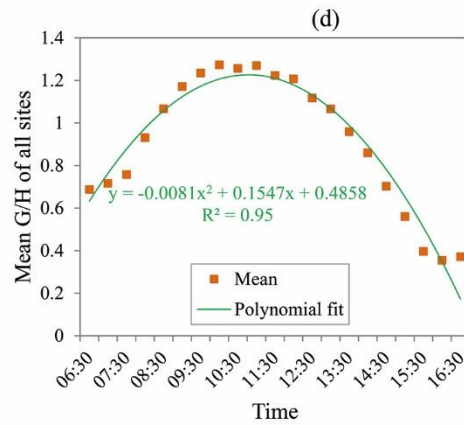 (d)
Mean G/H of all sites
1.4
1.2
1
0.8
0.6
0.4
0.2
0
y = -0.0081x² + 0.1547x + 0.4858
R² = 0.95
Mean
Polynomial fit
06:30
07:30
08:30
09:30
10:30
11:30
12:30
13:30
14:30
15:30
16:30
Time